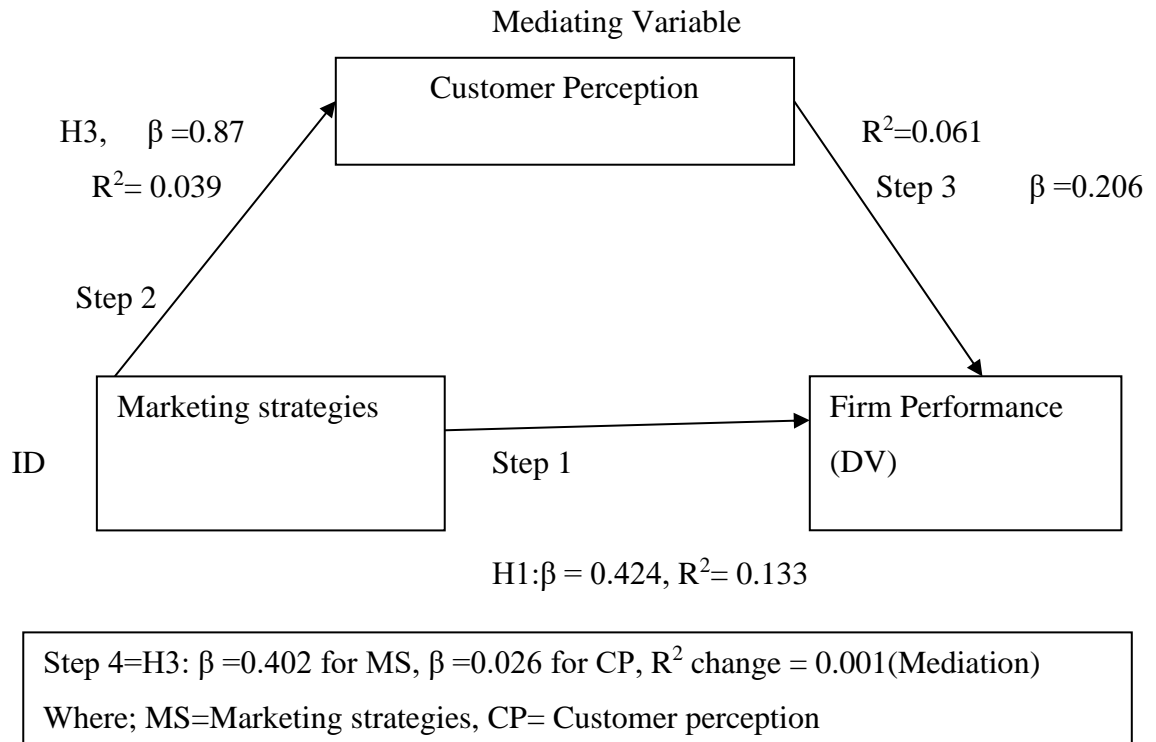 Mediating Variable
Customer Perception
H3, β =0.87
R²= 0.039
R²=0.061
Step 3 β =0.206
Step 2
Marketing strategies
Firm Performance
(DV)
ID
Step 1
H1:β = 0.424, R²= 0.133
Step 4=H3: β =0.402 for MS, β =0.026 for CP, R² change = 0.001(Mediation)
Where; MS=Marketing strategies, CP= Customer perception